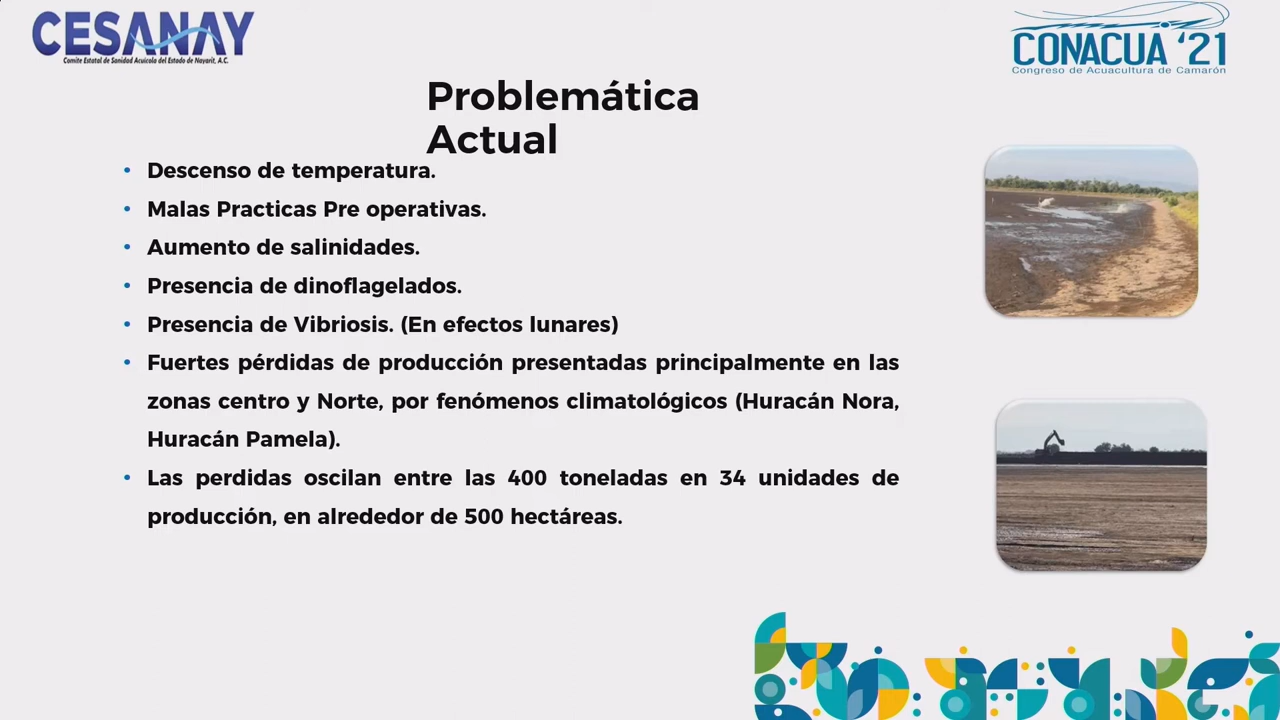 CESANAY
Comite Estatal de Sanidad Acuicola del Estado de Nayarit, A.C.
CONACUA ‘21
Congreso de Acuacultura de Camarón
Problemática
Actual
• Descenso de temperatura.
• Malas Practicas Pre operativas.
• Aumento de salinidades.
• Presencia de dinoflagelados.
• Presencia de Vibriosis. (En efectos lunares)
• Fuertes pérdidas de producción presentadas principalmente en las
zonas centro y Norte, por fenómenos climatológicos (Huracán Nora,
Huracán Pamela).
• Las perdidas oscilan entre las 400 toneladas en 34 unidades de
producción, en alrededor de 500 hectáreas.